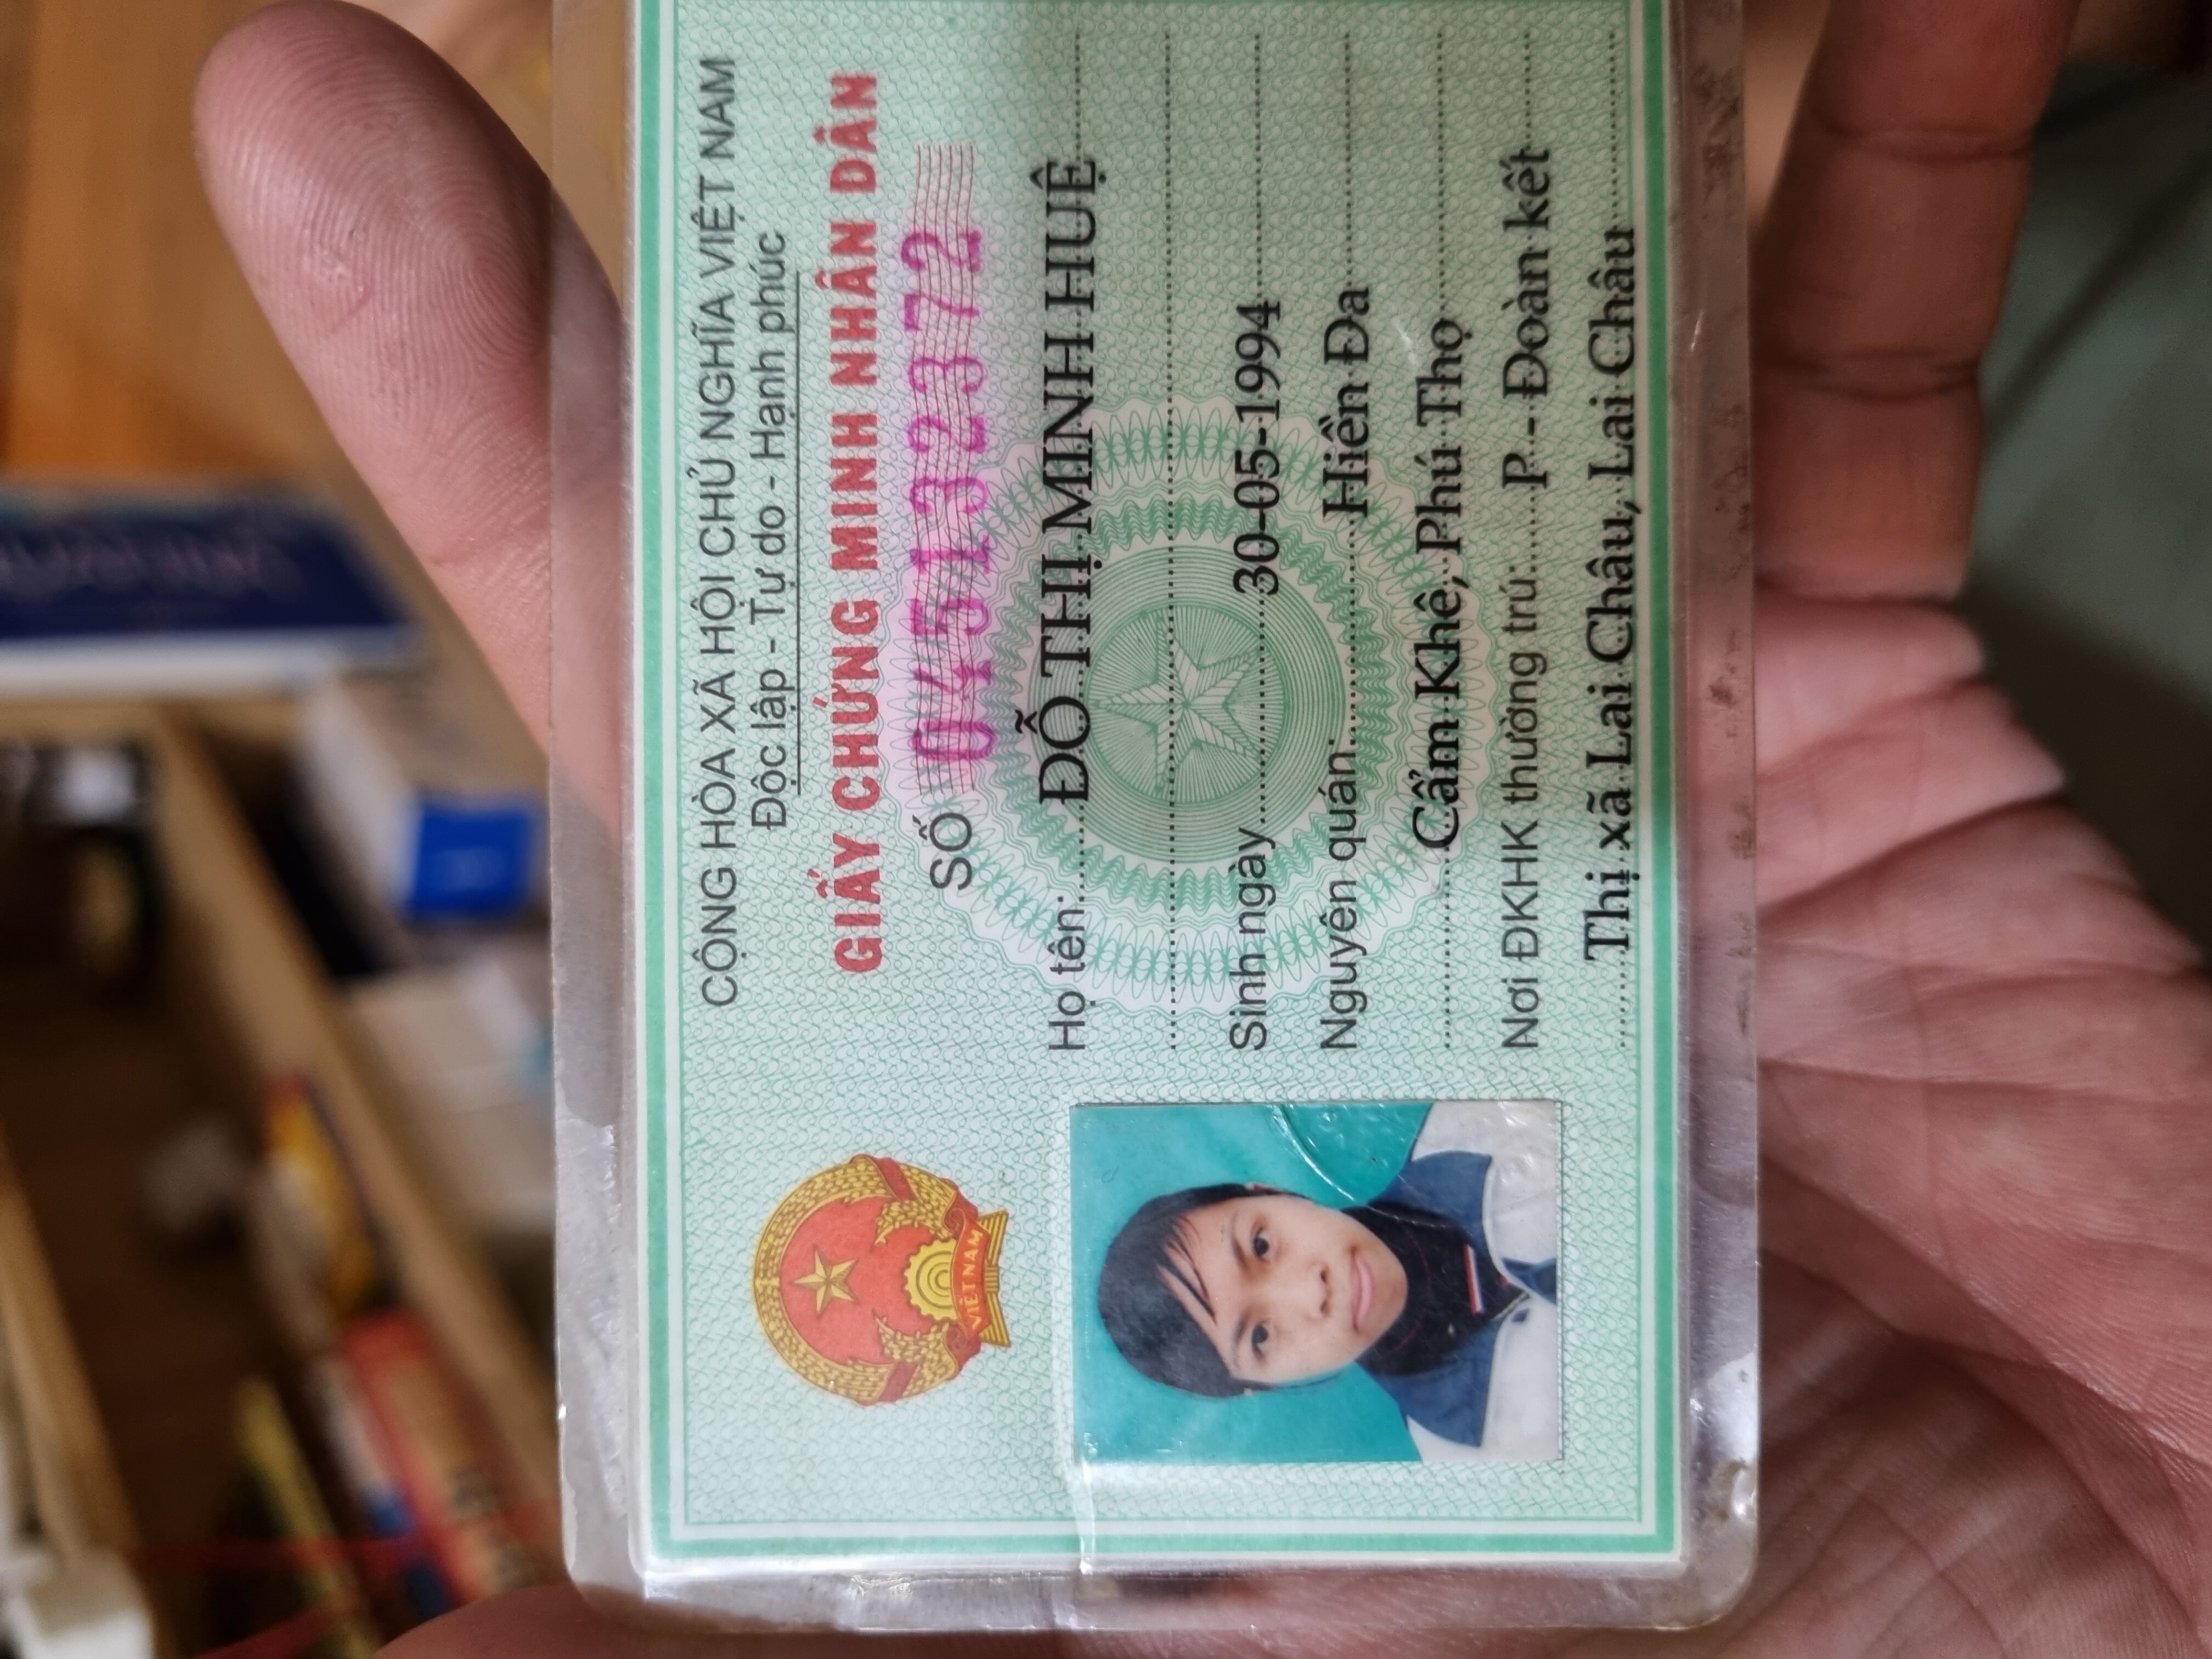 CỘNG HÒA XÃ HỘI CHỦ NGHĨA VIỆT NAM
Độc lập - Tự do - Hạnh phúc
GIẤY CHỨNG MINH NHÂN DÂN
SỐ 045132372
Họ tên: ĐỖ THỊ MINH HUỆ
Sinh ngày 30-05-1994
Nguyên quán Hiền Đa
Cẩm Khê, Phú Thọ
Nơi ĐKHK thường trú: P - Đoàn kết
Thị xã Lai Châu, Lai Châu
VIỆT NAM